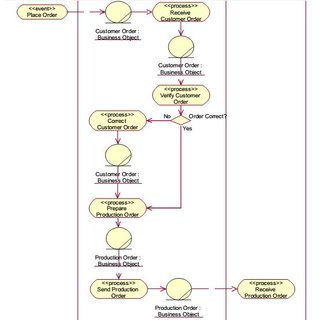 <<event>>
Place Order
<<process>>
Receive
Customer Order
Customer Order :
Business Object
Customer Order :
Business Object
<<process>>
Verify Customer
Order
No
Order Correct?
Yes
<<process>>
Correct
Customer Order
Customer Order :
Business Object
<<process>>
Prepare
Production Order
Production Order :
Business Object
<<process>>
Send Production
Order
Production Order :
Business Object
<<process>>
Receive
Production Order